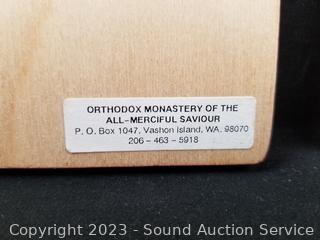 ORTHODOX MONASTERY OF THE
ALL-MERCIFUL SAVIOUR
P. O. Box 1047, Vashon Island, WA. 98070
206 - 463 - 5918
Copyright 2023 - Sound Auction Service